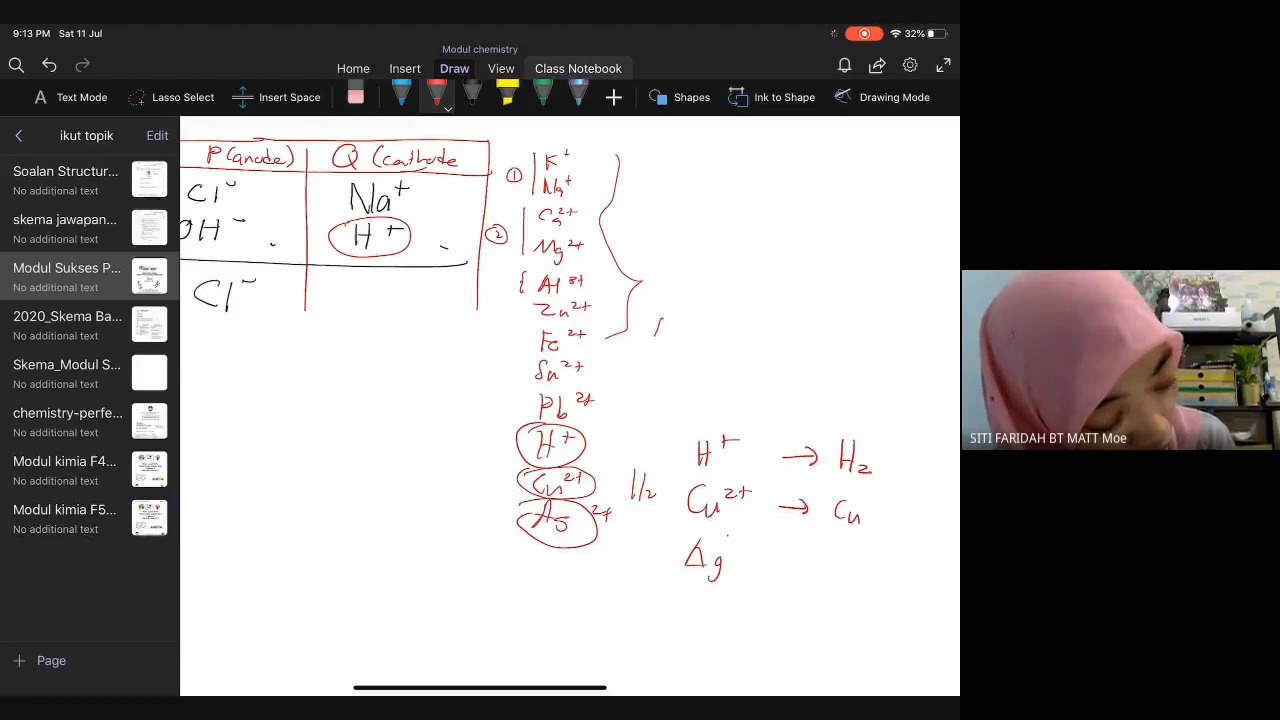 9:13 PM Sat 11 Jul
32%
Modul chemistry
Home Insert Draw View Class Notebook
Text Mode Lasso Select Insert Space Shapes Ink to Shape Drawing Mode
ikut topik Edit
Soalan Structur...
No additional text
skema jawapan...
No additional text
Modul Sukses P...
No additional text
2020_Skema Ba...
No additional text
Skema_Modul S...
No additional text
chemistry-perfe...
No additional text
Modul kimia F4...
No additional text
Modul kimia F5...
No additional text
Page
P (anode) Q (cathode
Cl⁻ Na⁺
OH⁻ H⁺
Cl⁻
① K⁺
Na⁺
② Ca²⁺
Mg²⁺
Al³⁺
Zn²⁺
Fe²⁺
Sn²⁺
Pb²⁺
H⁺
Cu²⁺
Ag²⁺
H⁺ → H₂
Cu²⁺ → Cu
Ag
SITI FARIDAH BT MATT Moe